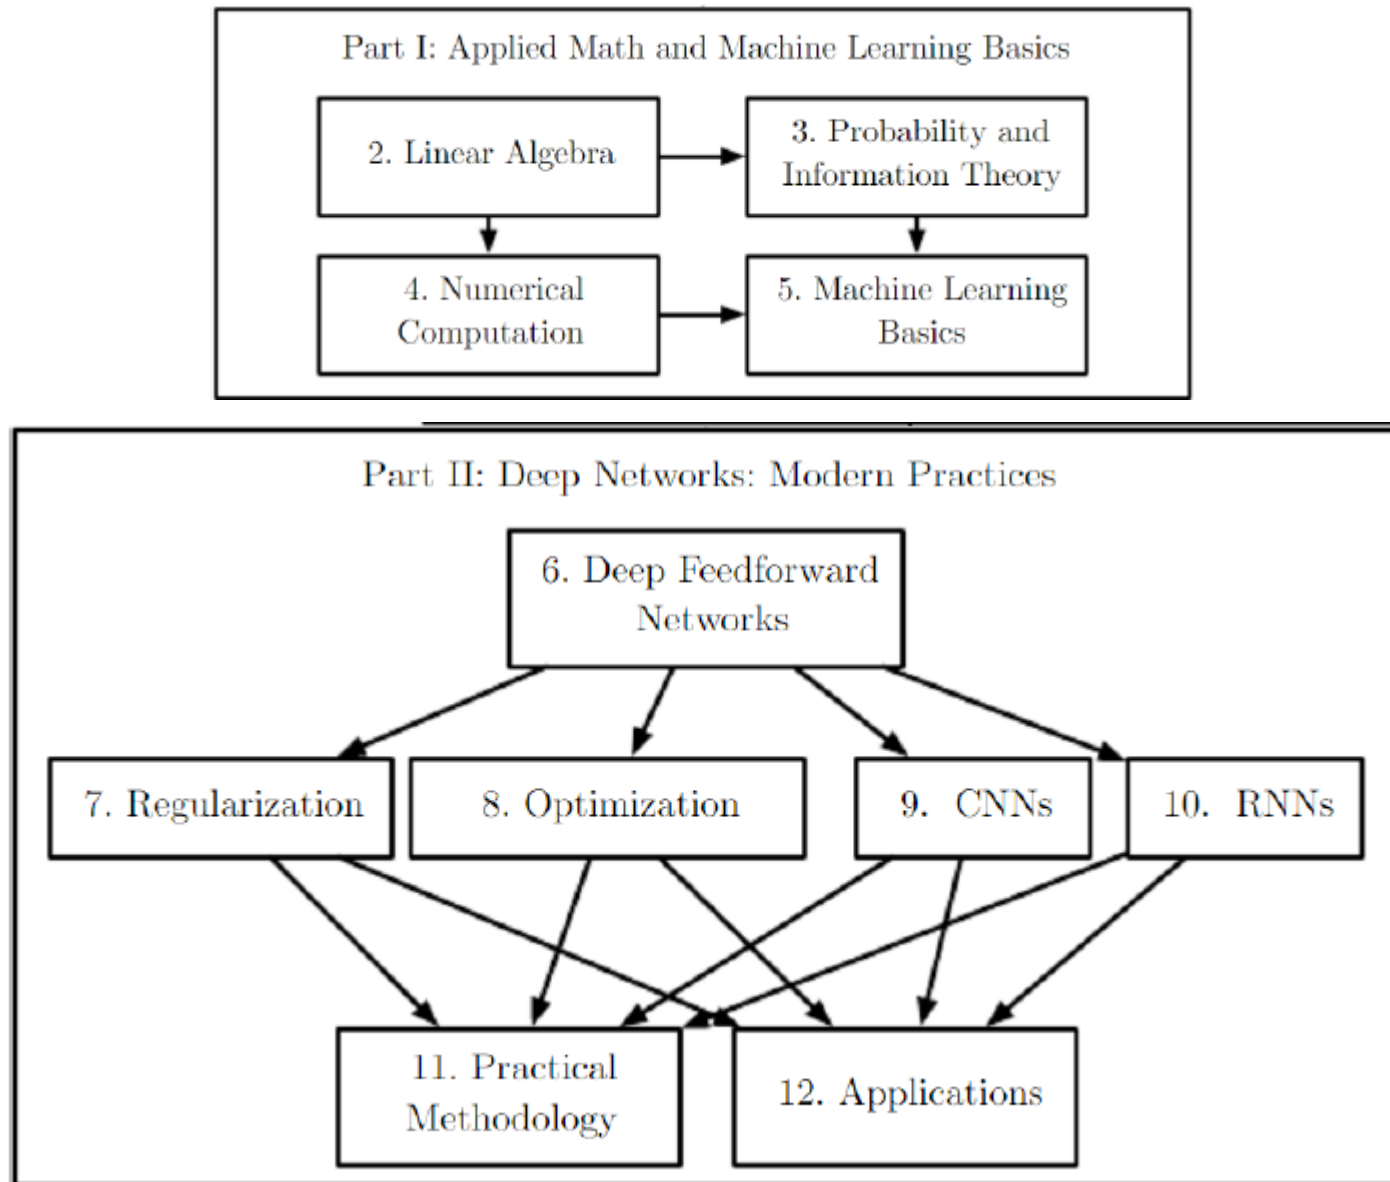 Part I: Applied Math and Machine Learning Basics
2. Linear Algebra
3. Probability and
Information Theory
4. Numerical
Computation
5. Machine Learning
Basics
Part II: Deep Networks: Modern Practices
6. Deep Feedforward
Networks
7. Regularization
8. Optimization
9. CNNs
10. RNNs
11. Practical
Methodology
12. Applications